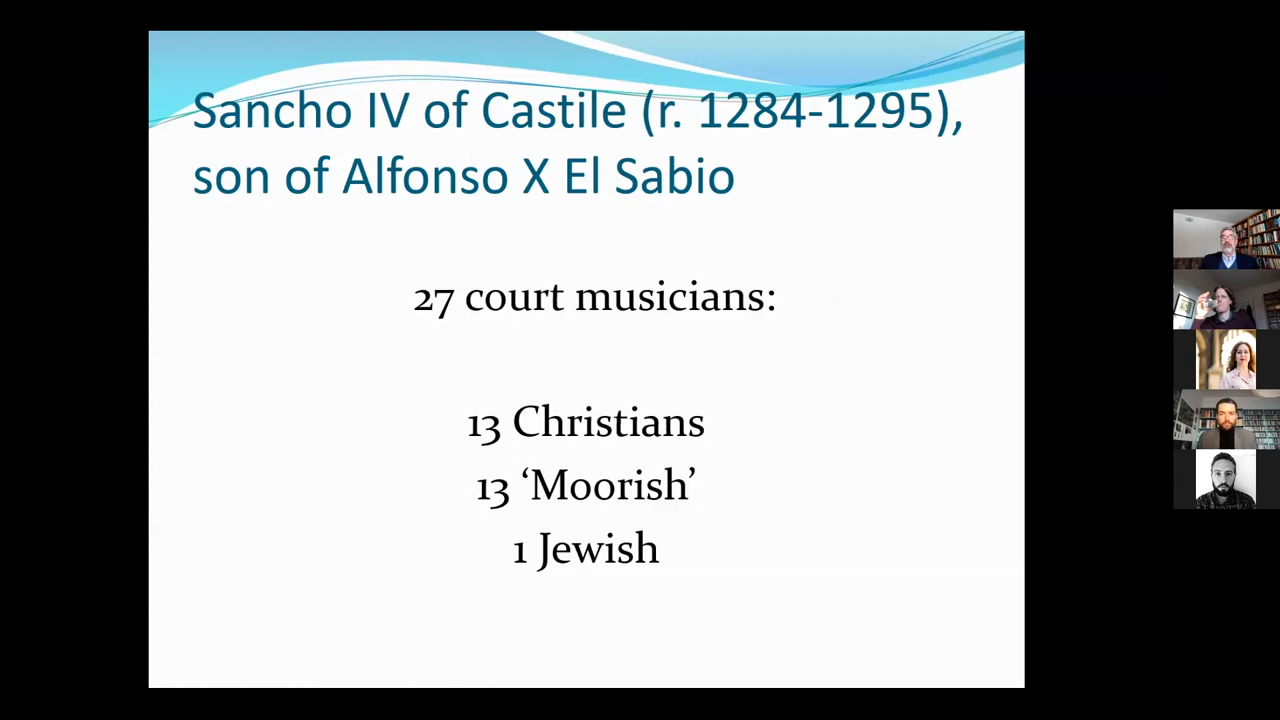 Sancho IV of Castile (r. 1284-1295),
son of Alfonso X El Sabio
27 court musicians:
13 Christians
13 ‘Moorish’
1 Jewish